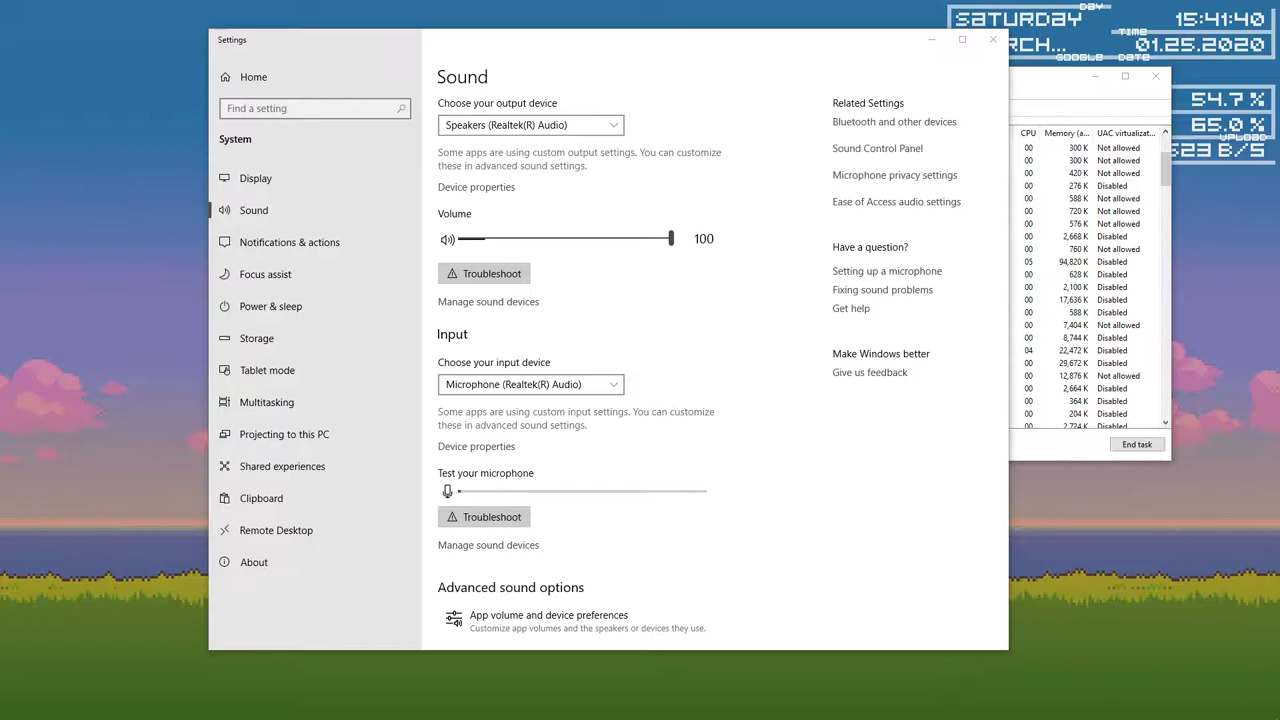 DAY
SATURDAY
15:41:40
TIME
RCH...
01.25.2020
GOOGLE
DATE
54.7 %
65.0 %
UPLOAD
523 B/S
Settings
Home
Find a setting
System
Display
Sound
Notifications & actions
Focus assist
Power & sleep
Storage
Tablet mode
Multitasking
Projecting to this PC
Shared experiences
Clipboard
Remote Desktop
About
Sound
Choose your output device
Speakers (Realtek(R) Audio)
Some apps are using custom output settings. You can customize
these in advanced sound settings.
Device properties
Volume
100
Troubleshoot
Manage sound devices
Input
Choose your input device
Microphone (Realtek(R) Audio)
Some apps are using custom input settings. You can customize
these in advanced sound settings.
Device properties
Test your microphone
Troubleshoot
Manage sound devices
Advanced sound options
App volume and device preferences
Customize app volumes and the speakers or devices they use.
Related Settings
Bluetooth and other devices
Sound Control Panel
Microphone privacy settings
Ease of Access audio settings
Have a question?
Setting up a microphone
Fixing sound problems
Get help
Make Windows better
Give us feedback
CPU Memory (a... UAC virtualizat...
00 300 K Not allowed
00 300 K Not allowed
00 420 K Not allowed
00 276 K Disabled
00 588 K Not allowed
00 720 K Not allowed
00 576 K Not allowed
00 2,668 K Disabled
00 760 K Not allowed
05 94,820 K Disabled
00 628 K Disabled
00 2,100 K Disabled
00 17,636 K Disabled
00 588 K Disabled
00 7,404 K Not allowed
00 8,744 K Disabled
04 22,472 K Disabled
00 29,672 K Disabled
00 12,876 K Not allowed
00 2,664 K Disabled
00 364 K Disabled
00 204 K Disabled
00 2,724 K Disabled
End task